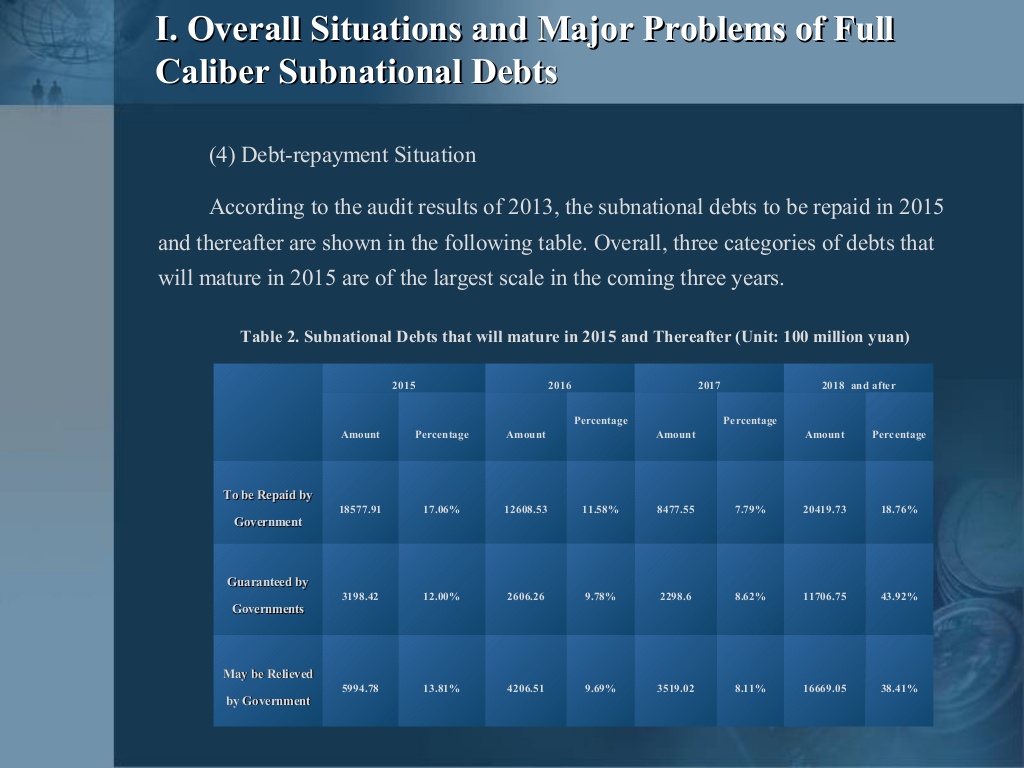 I. Overall Situations and Major Problems of Full
Caliber Subnational Debts
(4) Debt-repayment Situation
According to the audit results of 2013, the subnational debts to be repaid in 2015
and thereafter are shown in the following table. Overall, three categories of debts that
will mature in 2015 are of the largest scale in the coming three years.
Table 2. Subnational Debts that will mature in 2015 and Thereafter (Unit: 100 million yuan)
2015 2016 2017 2018 and after
Amount Percentage Amount Percentage Amount Percentage Amount Percentage
To be Repaid by
Government
18577.91 17.06% 12608.53 11.58% 8477.55 7.79% 20419.73 18.76%
Guaranteed by
Governments
3198.42 12.00% 2606.26 9.78% 2298.6 8.62% 11706.75 43.92%
May be Relieved
by Government
5994.78 13.81% 4206.51 9.69% 3519.02 8.11% 16669.05 38.41%